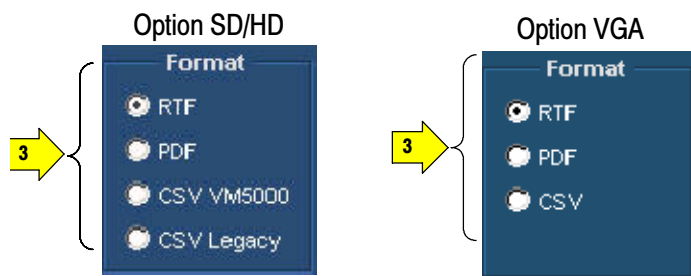 Option SD/HD
Format
3
RTF
PDF
CSV VM5000
CSV Legacy
Option VGA
Format
3
RTF
PDF
CSV